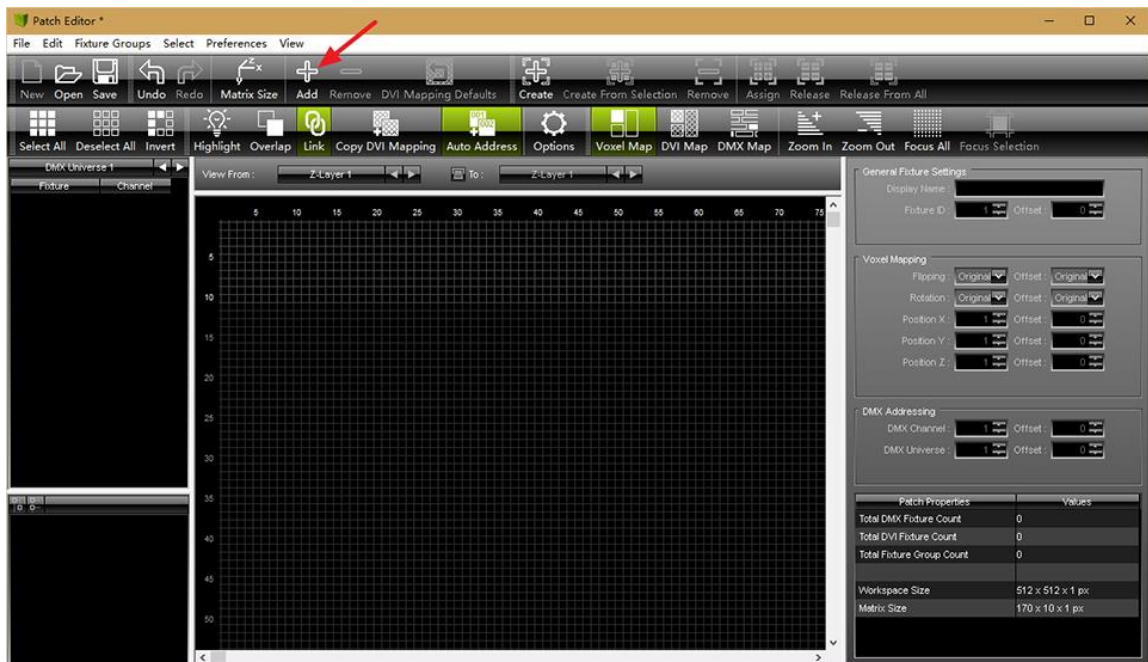 Patch Editor *
File Edit Fixture Groups Select Preferences View
New Open Save Undo Redo Matrix Size Add Remove DVI Mapping Defaults Create Create From Selection Remove Assign Release Release From All
Select All Deselect All Invert Highlight Overlap Link Copy DVI Mapping Auto Address Options Voxel Map DVI Map DMX Map Zoom In Zoom Out Focus All Focus Selection
DMX Universe 1
Fixture Channel
View From : Z-Layer 1 To : Z-Layer 1
5 10 15 20 25 30 35 40 45 50 55 60 65 70 75
5
10
15
20
25
30
35
40
45
50
General Fixture Settings
Display Name :
Fixture ID : 1 Offset : 0
Voxel Mapping
Flipping : Original Offset : Original
Rotation : Original Offset : Original
Position X : 1 Offset : 0
Position Y : 1 Offset : 0
Position Z : 1 Offset : 0
DMX Addressing
DMX Channel : 1 Offset : 0
DMX Universe : 1 Offset : 0
Patch Properties Values
Total DMX Fixture Count 0
Total DVI Fixture Count 0
Total Fixture Group Count 0
Workspace Size 512 x 512 x 1 px
Matrix Size 170 x 10 x 1 px